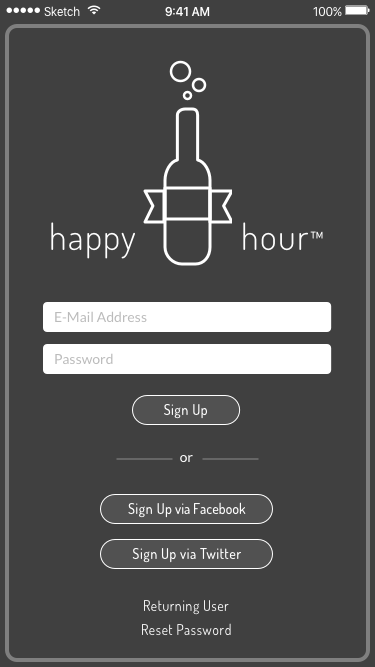 Sketch 9:41 AM 100%
happy hour™
E-Mail Address
Password
Sign Up
or
Sign Up via Facebook
Sign Up via Twitter
Returning User
Reset Password